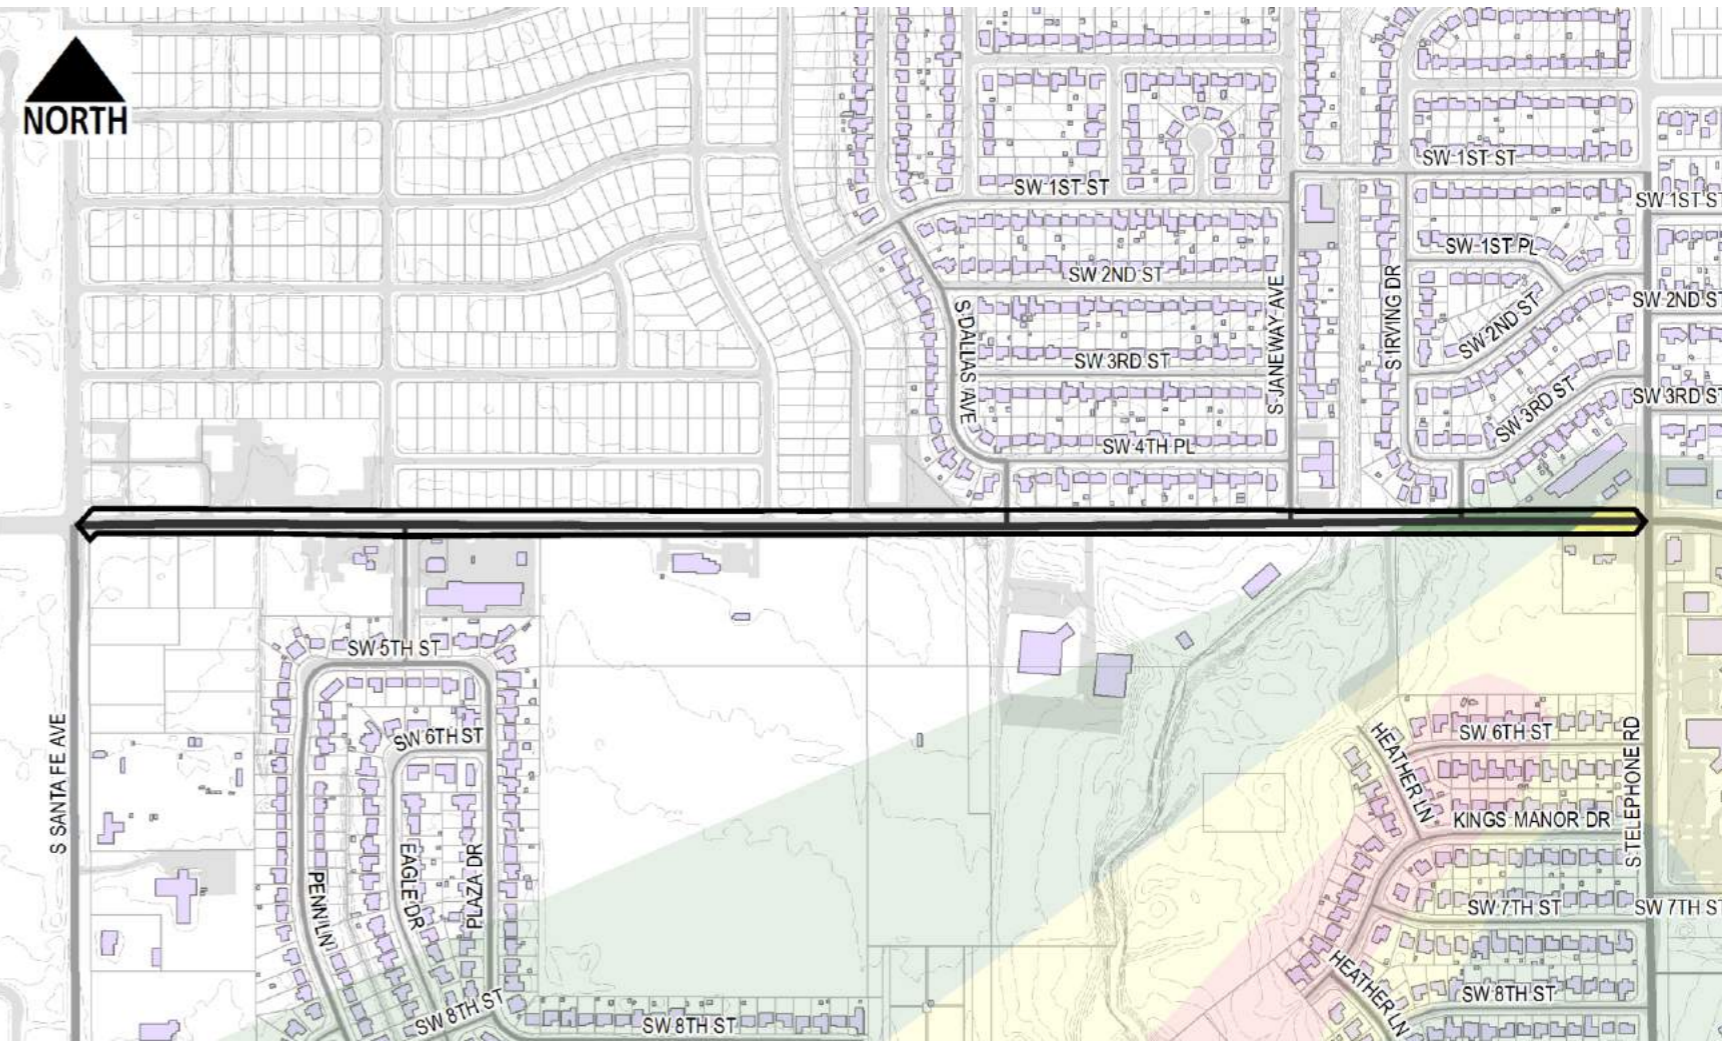 NORTH
SW 1ST ST
SW 1ST ST
SW 1ST ST
SW 1ST PL
SW 2ND ST
S JANEWAY AVE
S IRVING DR
SW 2ND ST
SW 2ND ST
S DALLAS AVE
SW 3RD ST
SW 3RD ST
SW 3RD ST
SW 4TH PL
SW 5TH ST
S SANTA FE AVE
SW 6TH ST
HEATHER LN
SW 6TH ST
S TELEPHONE RD
KINGS MANOR DR
PENN LN
EAGLE DR
PLAZA DR
SW 7TH ST
SW 7TH ST
HEATHER LN
SW 8TH ST
SW 8TH ST
SW 8TH ST